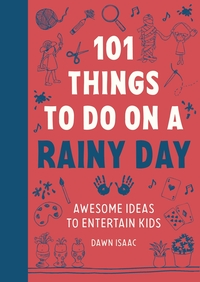 101
THINGS
TO DO ON A
RAINY DAY
AWESOME IDEAS
TO ENTERTAIN KIDS
DAWN ISAAC